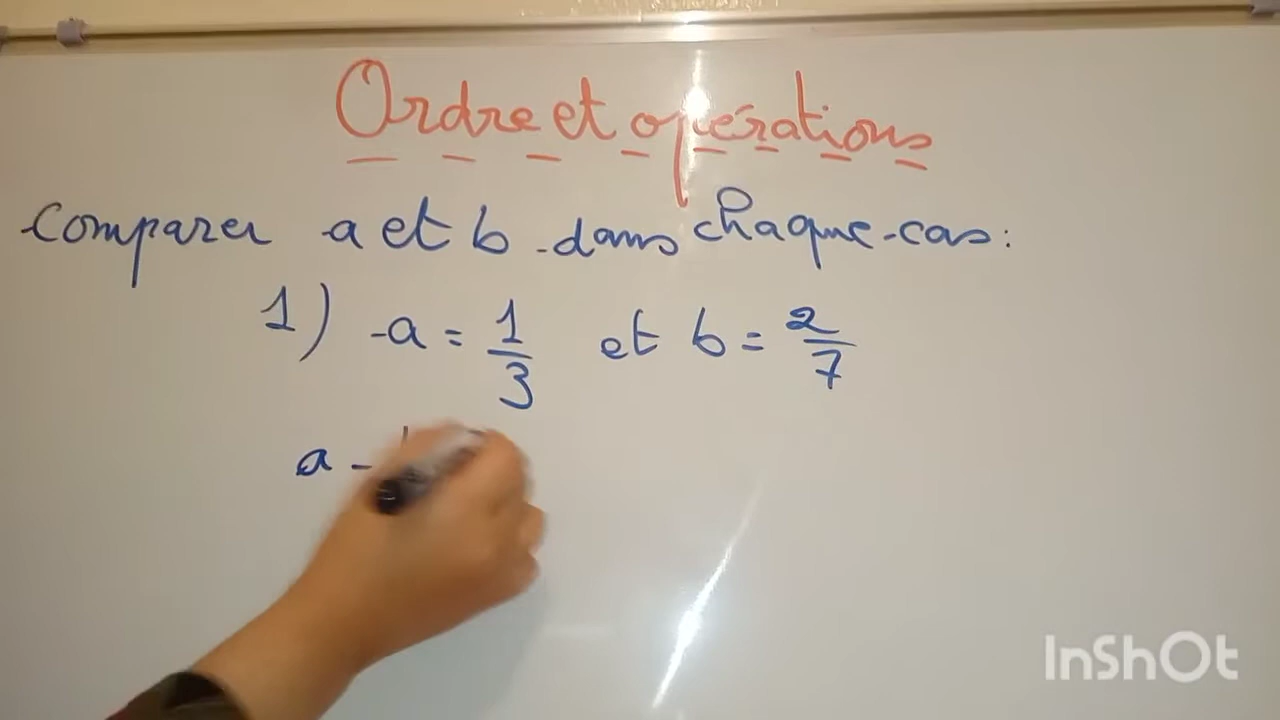 Ordre et opérations
Comparer a et b dans chaque cas :
1) a = 1/3 et b = 2/7
a -
InShOt